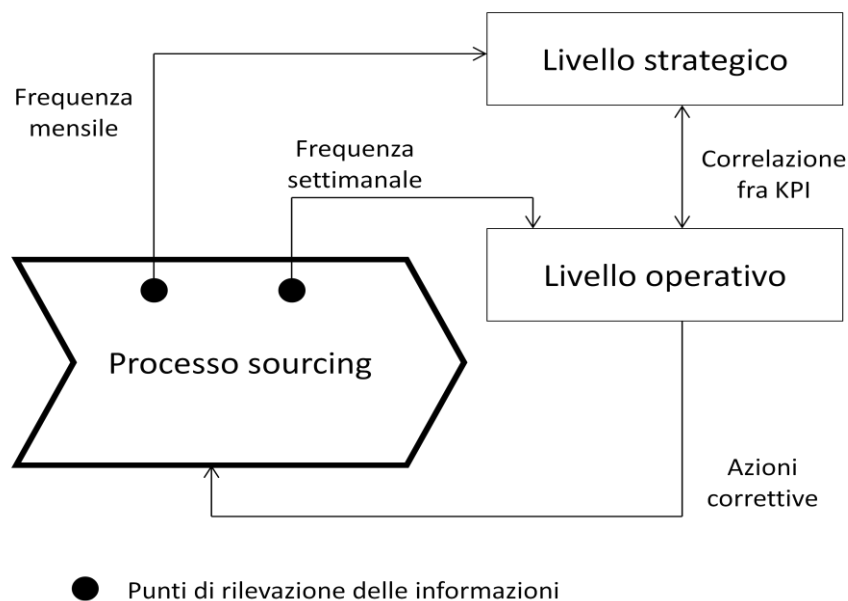 Livello strategico
Frequenza
mensile
Frequenza
settimanale
Correlazione
fra KPI
Livello operativo
Processo sourcing
Azioni
correttive
Punti di rilevazione delle informazioni